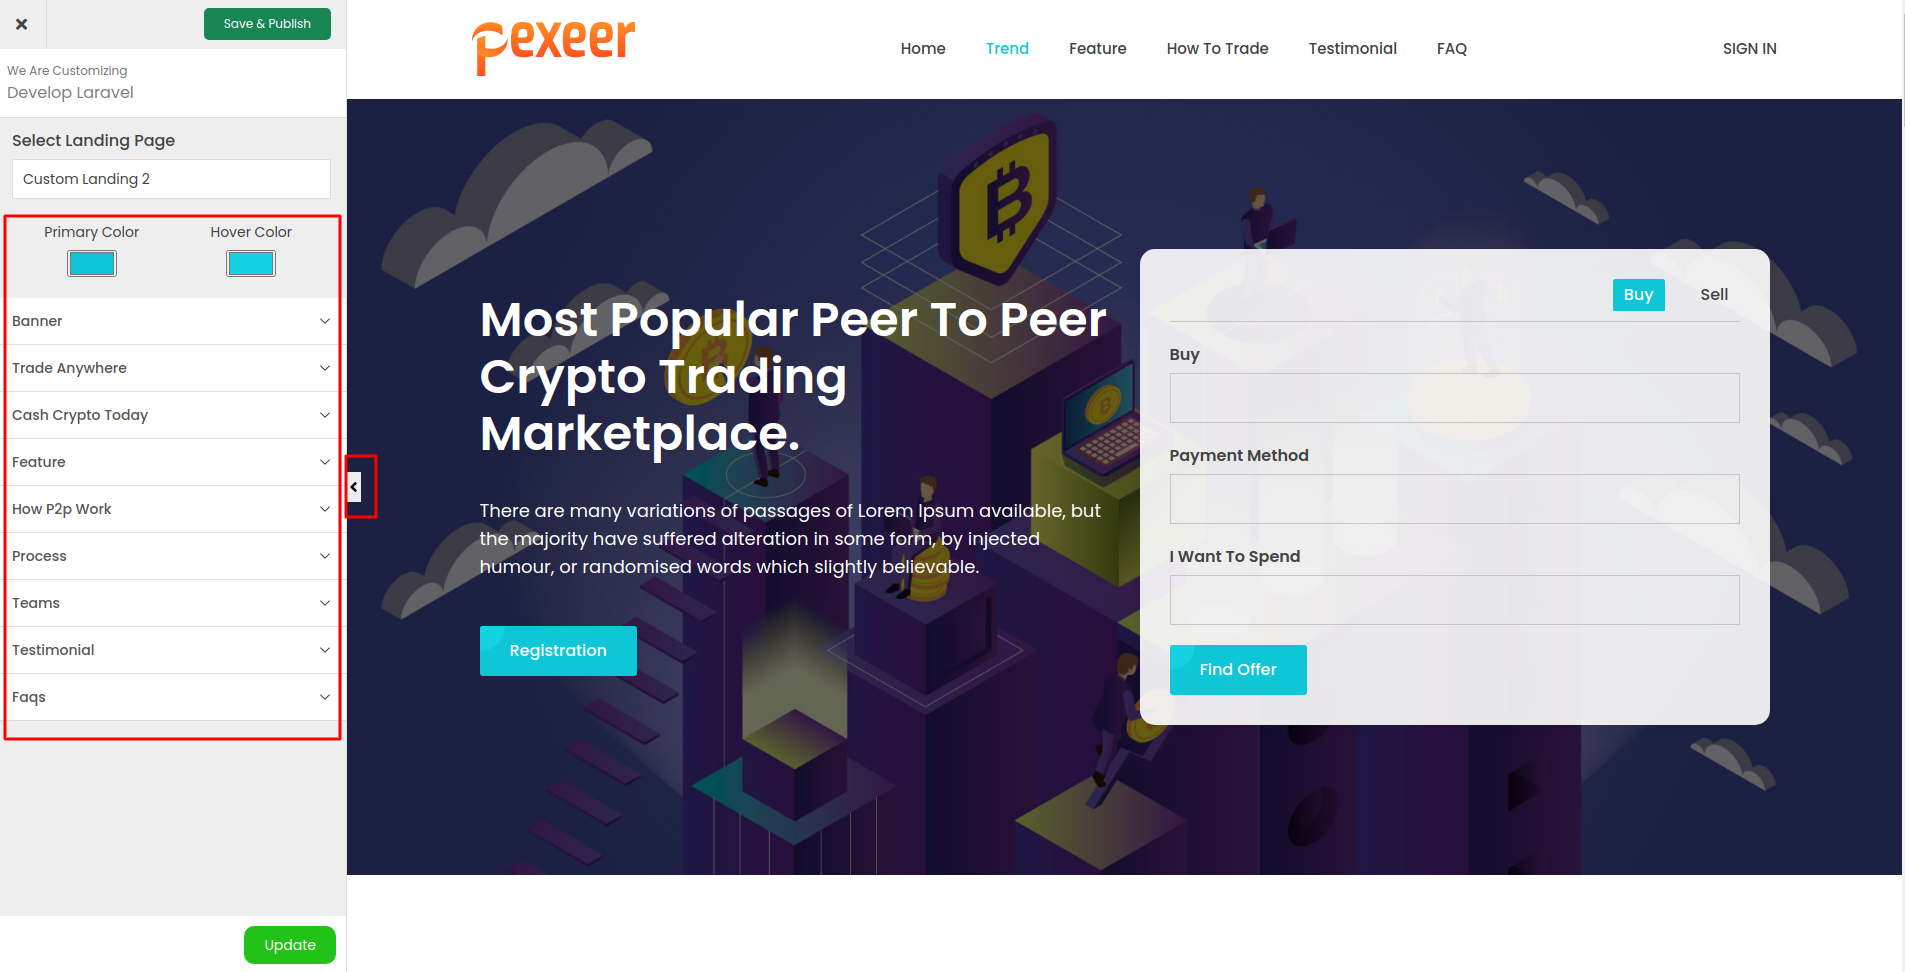 Save & Publish
We Are Customizing
Develop Laravel
Select Landing Page
Custom Landing 2
Primary Color
Hover Color
Banner
Trade Anywhere
Cash Crypto Today
Feature
How P2p Work
Process
Teams
Testimonial
Faqs
Update
pexeer
Home Trend Feature How To Trade Testimonial FAQ SIGN IN
Most Popular Peer To Peer
Crypto Trading
Marketplace.
There are many variations of passages of Lorem Ipsum available, but
the majority have suffered alteration in some form, by injected
humour, or randomised words which slightly believable.
Registration
Buy Sell
Buy
Payment Method
I Want To Spend
Find Offer